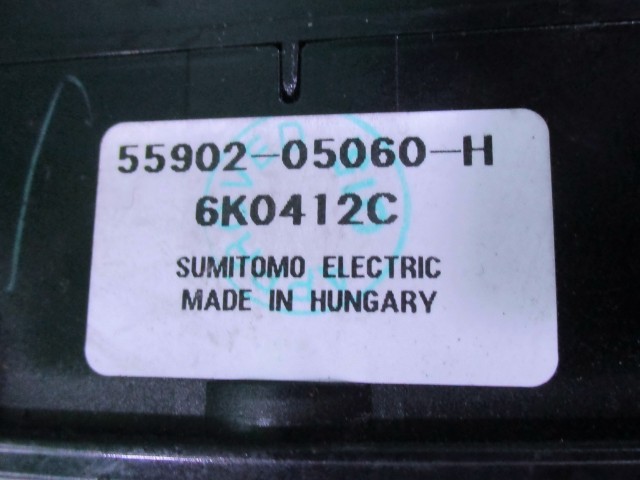 55902-05060-H
6K0412C
SUMITOMO ELECTRIC
MADE IN HUNGARY